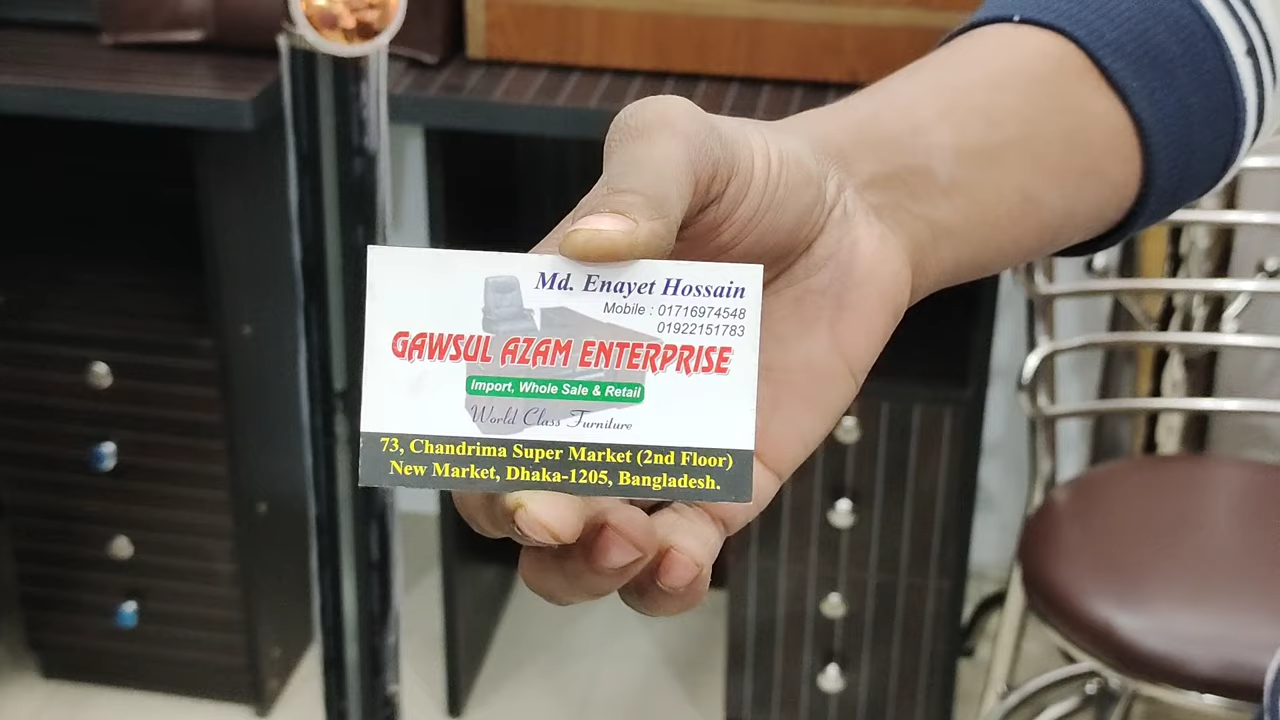 Md. Enayet Hossain
Mobile : 01716974548
01922151783
GAWSUL AZAM ENTERPRISE
Import, Whole Sale & Retail
World Class Furniture
73, Chandrima Super Market (2nd Floor)
New Market, Dhaka-1205, Bangladesh.